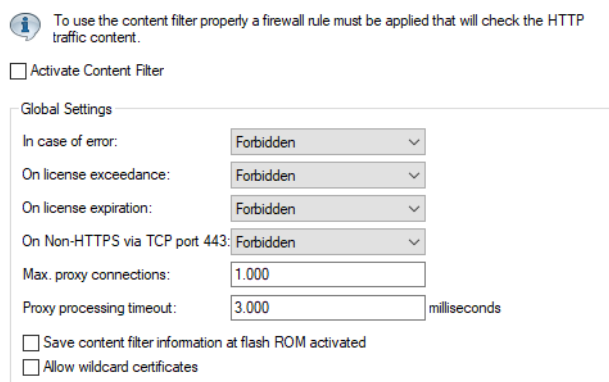 To use the content filter properly a firewall rule must be applied that will check the HTTP
traffic content.
Activate Content Filter
Global Settings
In case of error: Forbidden
On license exceedance: Forbidden
On license expiration: Forbidden
On Non-HTTPS via TCP port 443: Forbidden
Max. proxy connections: 1.000
Proxy processing timeout: 3.000 milliseconds
Save content filter information at flash ROM activated
Allow wildcard certificates